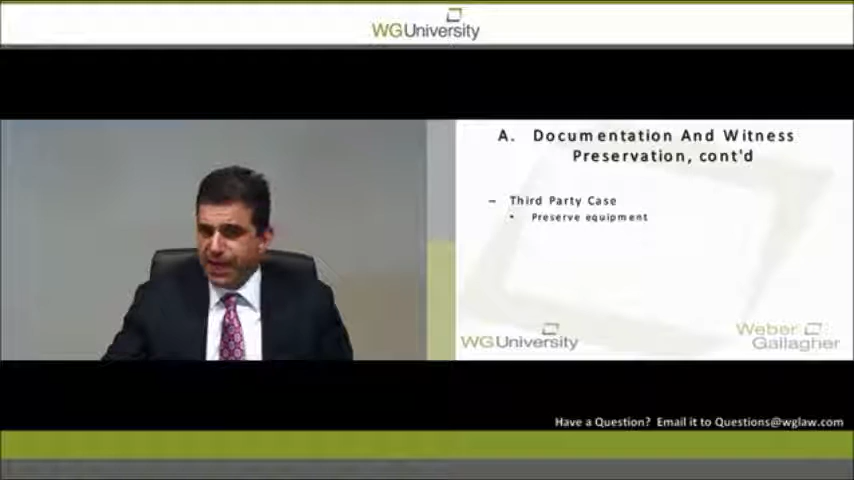 WGUniversity
A. Documentation And Witness
Preservation, cont'd
– Third Party Case
• Preserve equipment
WGUniversity
Weber
Gallagher
Have a Question? Email it to Questions@wglaw.com